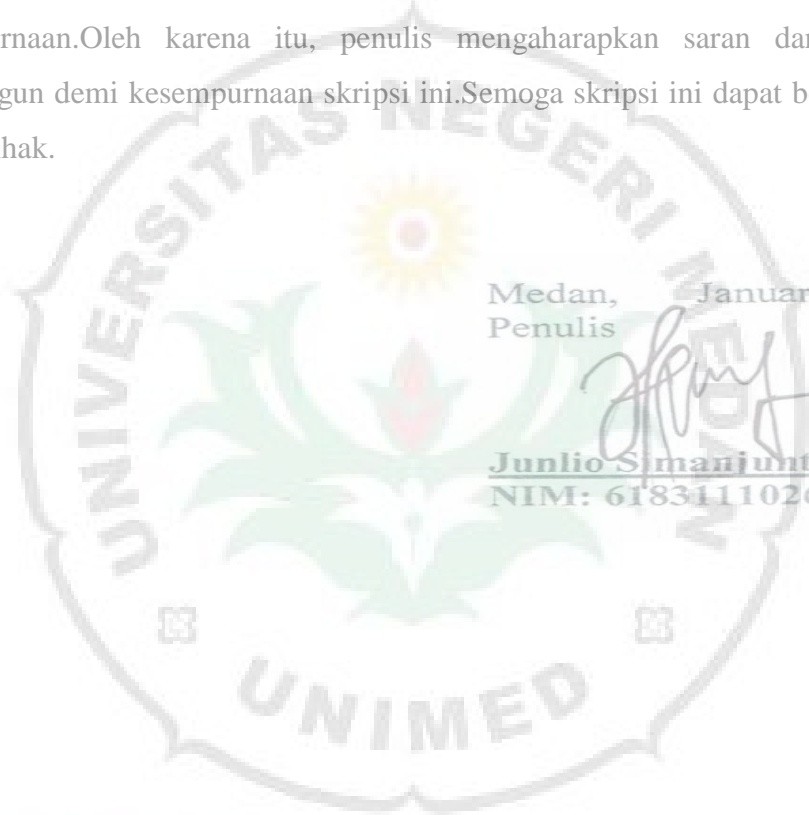 rnaan.Oleh karena itu, penulis mengaharapkan saran dan
gun demi kesempurnaan skripsi ini.Semoga skripsi ini dapat b
hak.
UNIVERSITAS NEGERI MEDAN
Medan, Januar
Penulis
Junlio Simanjunt
NIM: 618311102
UNIMED